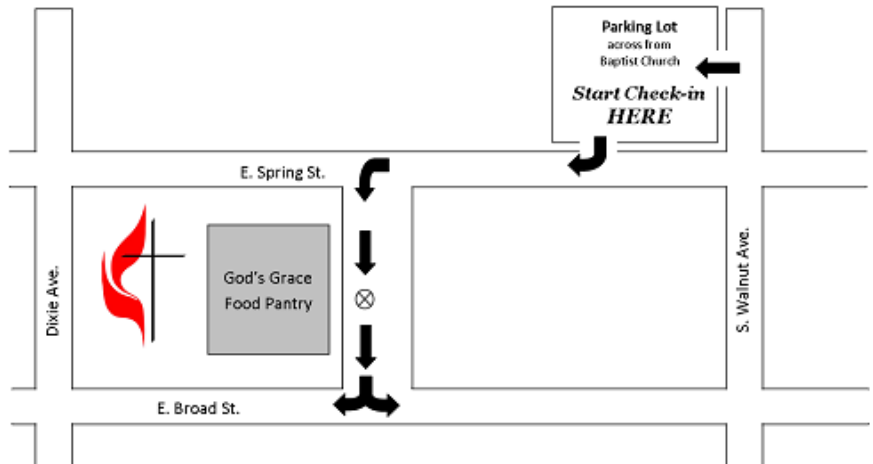 Parking Lot
across from
Baptist Church
Start Check-in
HERE
E. Spring St.
God's Grace
Food Pantry
Dixie Ave.
S. Walnut Ave.
E. Broad St.